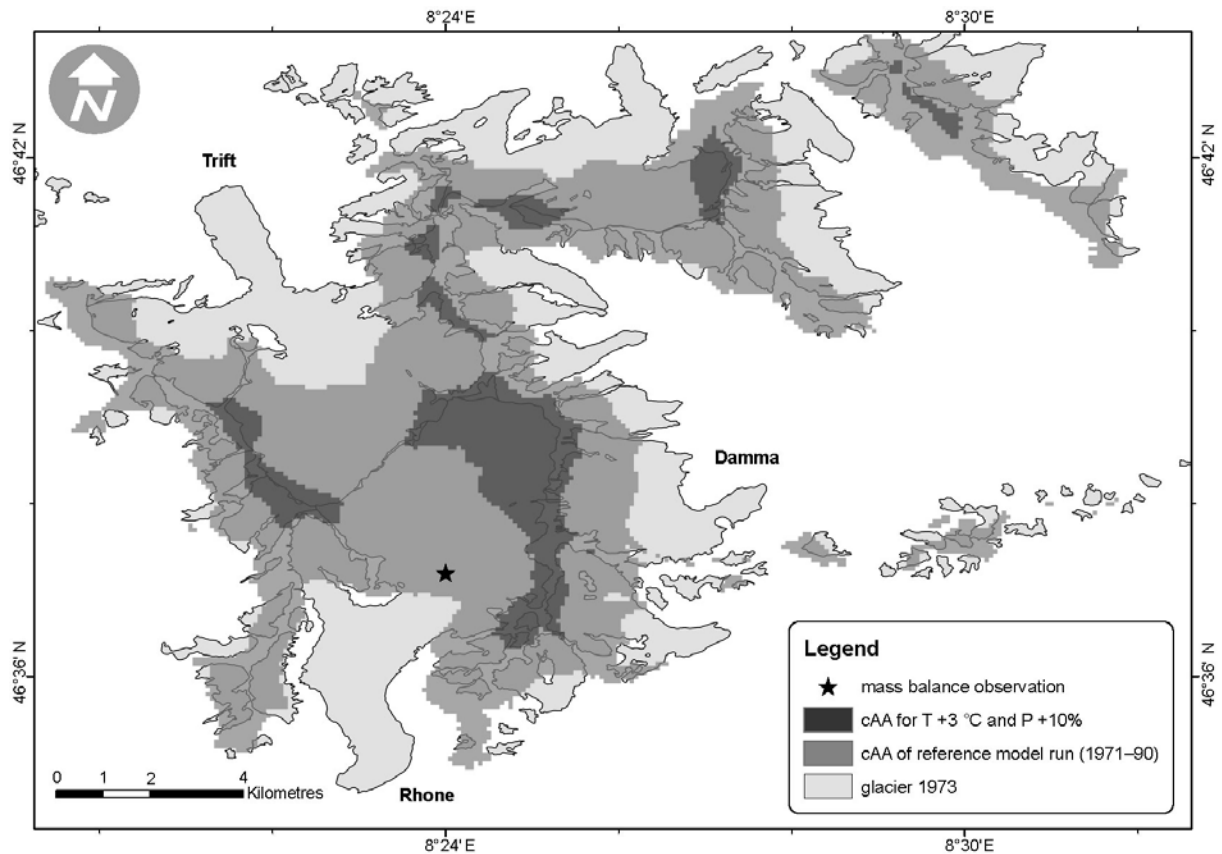 8°24'E
8°30'E
N
46°42' N
46°42' N
Trift
Damma
46°36' N
46°36' N
Legend
mass balance observation
cAA for T +3 °C and P +10%
cAA of reference model run (1971–90)
glacier 1973
0 1 2 4
Kilometres
Rhone
8°24'E
8°30'E